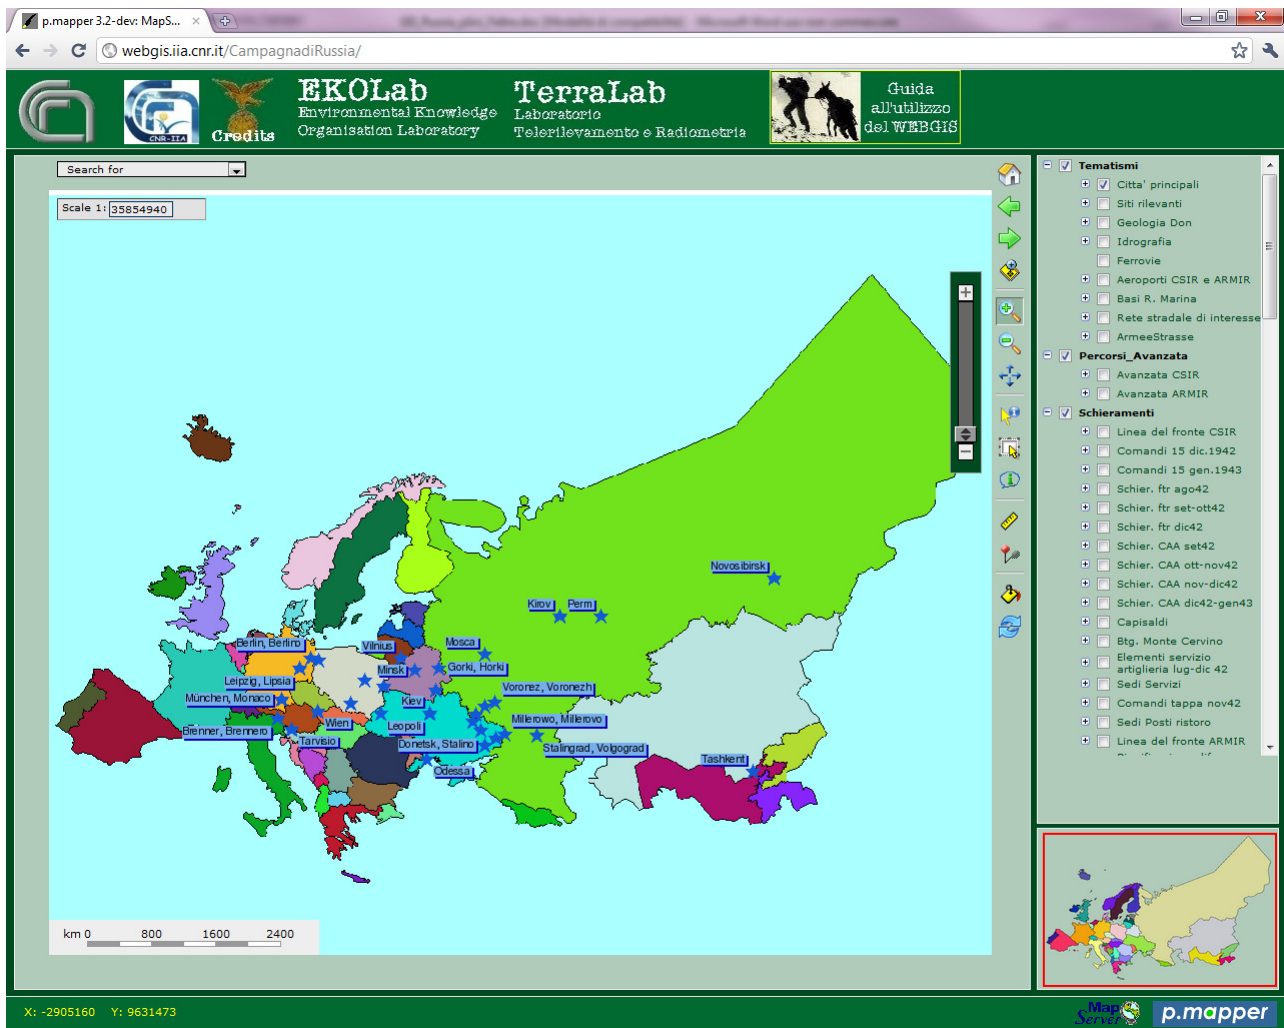 p.mapper 3.2-dev: MapS...
webgis.iia.cnr.it/CampagnadiRussia/
CNR-IIA
Credits
EKOLab
Environmental Knowledge
Organisation Laboratory
TerraLab
Laboratorio
Telerilevamento e Radiometria
Guida
all'utilizzo
del WEBGIS
Search for
Scale 1: 35854940
Novosibirsk
Kirov
Perm
Mosca
Berlin, Berlino
Vilnius
Minsk
Gorki, Horki
Leipzig, Lipsia
München, Monaco
Kiev
Voronez, Voronezh
Wien
Leopoli
Millerowo, Millerovo
Brenner, Brennero
Tarvisio
Donetsk, Stalino
Stalingrad, Volgograd
Odessa
Tashkent
km 0 800 1600 2400
Tematismi
Citta' principali
Siti rilevanti
Geologia Don
Idrografia
Ferrovie
Aeroporti CSIR e ARMIR
Basi R. Marina
Rete stradale di interesse
ArmeeStrasse
Percorsi_Avanzata
Avanzata CSIR
Avanzata ARMIR
Schieramenti
Linea del fronte CSIR
Comandi 15 dic.1942
Comandi 15 gen.1943
Schier. ftr ago42
Schier. ftr set-ott42
Schier. ftr dic42
Schier. CAA set42
Schier. CAA ott-nov42
Schier. CAA nov-dic42
Schier. CAA dic42-gen43
Capisaldi
Btg. Monte Cervino
Elementi servizio
artiglieria lug-dic 42
Sedi Servizi
Comandi tappa nov42
Sedi Posti ristoro
Linea del fronte ARMIR
X: -2905160 Y: 9631473
Map
Server
p.mapper